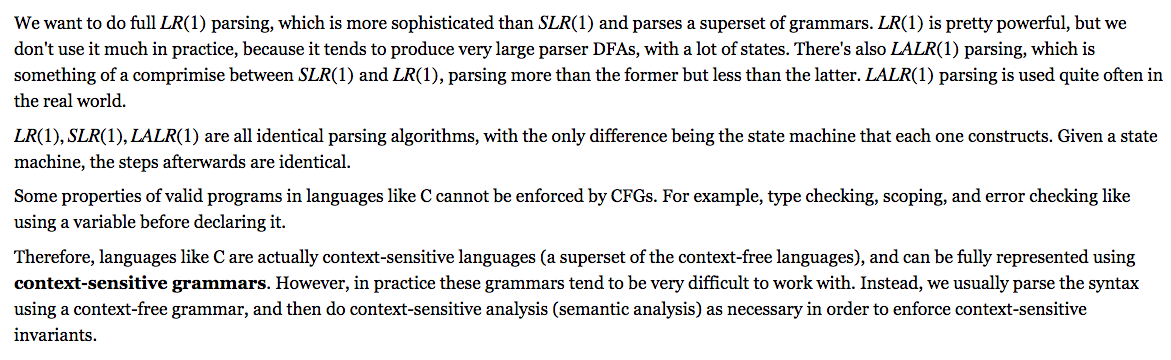 We want to do full LR(1) parsing, which is more sophisticated than SLR(1) and parses a superset of grammars. LR(1) is pretty powerful, but we
don't use it much in practice, because it tends to produce very large parser DFAs, with a lot of states. There's also LALR(1) parsing, which is
something of a comprimise between SLR(1) and LR(1), parsing more than the former but less than the latter. LALR(1) parsing is used quite often in
the real world.
LR(1), SLR(1), LALR(1) are all identical parsing algorithms, with the only difference being the state machine that each one constructs. Given a state
machine, the steps afterwards are identical.
Some properties of valid programs in languages like C cannot be enforced by CFGs. For example, type checking, scoping, and error checking like
using a variable before declaring it.
Therefore, languages like C are actually context-sensitive languages (a superset of the context-free languages), and can be fully represented using
context-sensitive grammars. However, in practice these grammars tend to be very difficult to work with. Instead, we usually parse the syntax
using a context-free grammar, and then do context-sensitive analysis (semantic analysis) as necessary in order to enforce context-sensitive
invariants.